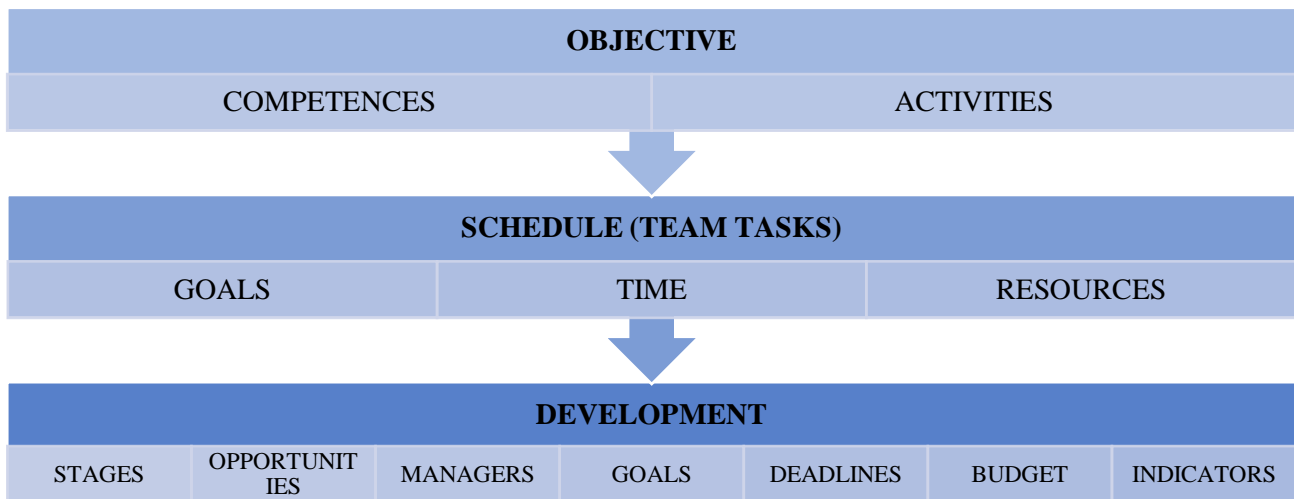 OBJECTIVE
COMPETENCES
ACTIVITIES
SCHEDULE (TEAM TASKS)
GOALS
TIME
RESOURCES
DEVELOPMENT
STAGES
OPPORTUNIT
IES
MANAGERS
GOALS
DEADLINES
BUDGET
INDICATORS